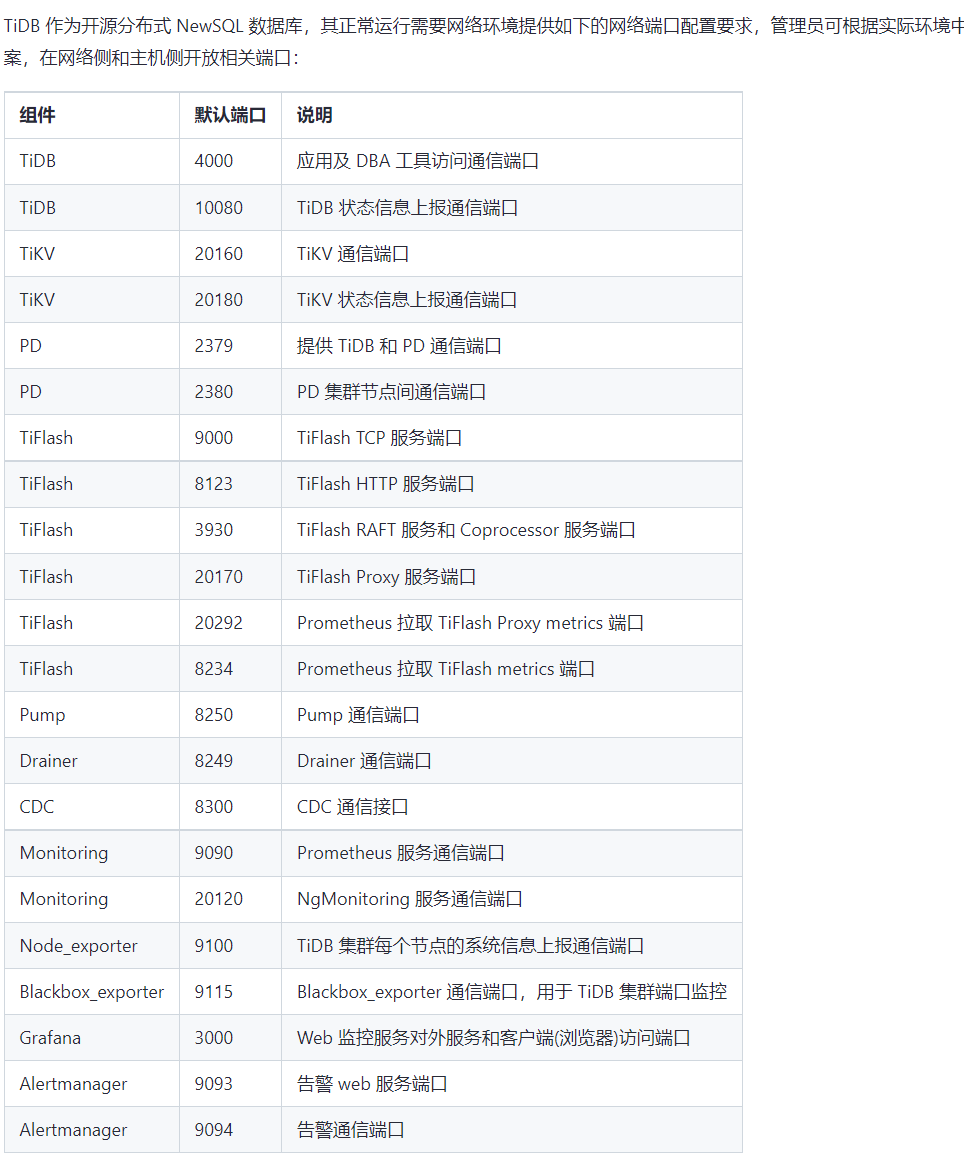 TiDB 作为开源分布式 NewSQL 数据库，其正常运行需要网络环境提供如下的网络端口配置要求，管理员可根据实际环境中
案，在网络侧和主机侧开放相关端口：
组件 默认端口 说明
TiDB 4000 应用及 DBA 工具访问通信端口
TiDB 10080 TiDB 状态信息上报通信端口
TiKV 20160 TiKV 通信端口
TiKV 20180 TiKV 状态信息上报通信端口
PD 2379 提供 TiDB 和 PD 通信端口
PD 2380 PD 集群节点间通信端口
TiFlash 9000 TiFlash TCP 服务端口
TiFlash 8123 TiFlash HTTP 服务端口
TiFlash 3930 TiFlash RAFT 服务和 Coprocessor 服务端口
TiFlash 20170 TiFlash Proxy 服务端口
TiFlash 20292 Prometheus 拉取 TiFlash Proxy metrics 端口
TiFlash 8234 Prometheus 拉取 TiFlash metrics 端口
Pump 8250 Pump 通信端口
Drainer 8249 Drainer 通信端口
CDC 8300 CDC 通信接口
Monitoring 9090 Prometheus 服务通信端口
Monitoring 20120 NgMonitoring 服务通信端口
Node_exporter 9100 TiDB 集群每个节点的系统信息上报通信端口
Blackbox_exporter 9115 Blackbox_exporter 通信端口，用于 TiDB 集群端口监控
Grafana 3000 Web 监控服务对外服务和客户端(浏览器)访问端口
Alertmanager 9093 告警 web 服务端口
Alertmanager 9094 告警通信端口